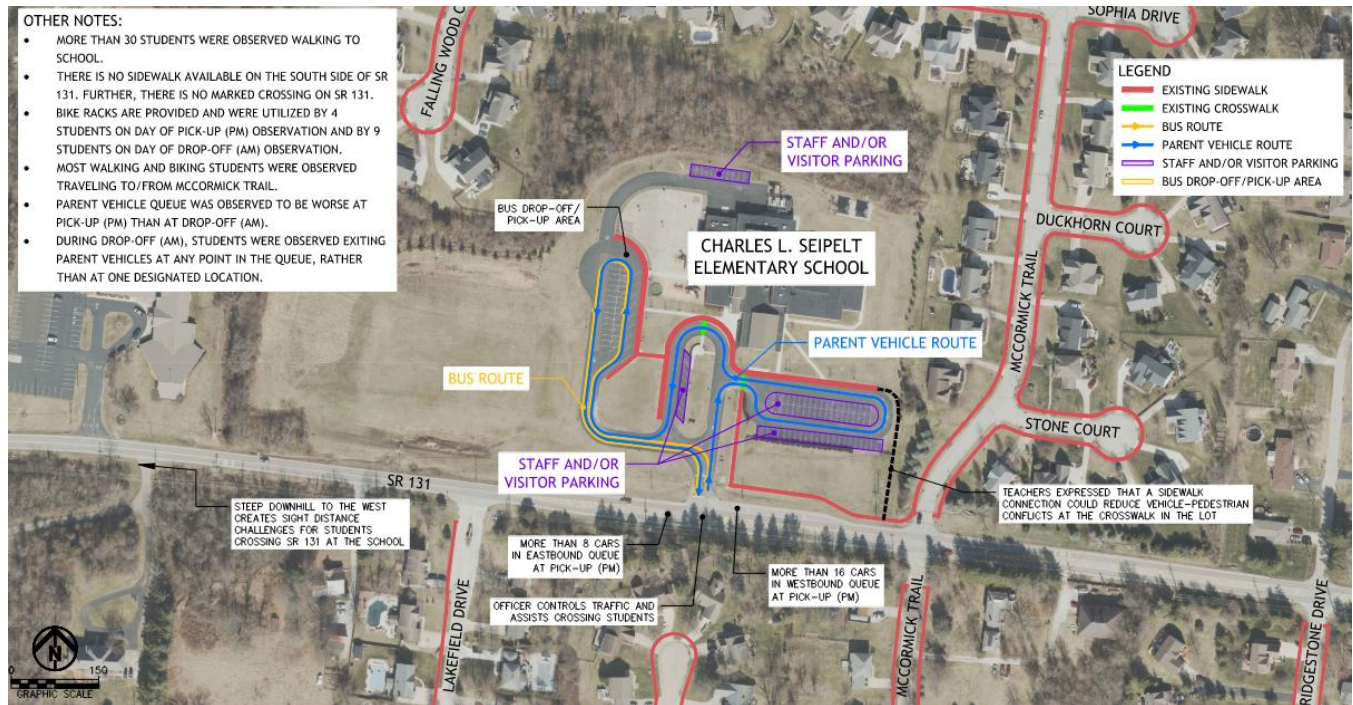 OTHER NOTES:
• MORE THAN 30 STUDENTS WERE OBSERVED WALKING TO
SCHOOL.
• THERE IS NO SIDEWALK AVAILABLE ON THE SOUTH SIDE OF SR
131. FURTHER, THERE IS NO MARKED CROSSING ON SR 131.
• BIKE RACKS ARE PROVIDED AND WERE UTILIZED BY 4
STUDENTS ON DAY OF PICK-UP (PM) OBSERVATION AND BY 9
STUDENTS ON DAY OF DROP-OFF (AM) OBSERVATION.
• MOST WALKING AND BIKING STUDENTS WERE OBSERVED
TRAVELING TO/FROM MCCORMICK TRAIL.
• PARENT VEHICLE QUEUE WAS OBSERVED TO BE WORSE AT
PICK-UP (PM) THAN AT DROP-OFF (AM).
• DURING DROP-OFF (AM), STUDENTS WERE OBSERVED EXITING
PARENT VEHICLES AT ANY POINT IN THE QUEUE, RATHER
THAN AT ONE DESIGNATED LOCATION.
FALLING WOOD C
SOPHIA DRIVE
LEGEND
EXISTING SIDEWALK
EXISTING CROSSWALK
BUS ROUTE
PARENT VEHICLE ROUTE
STAFF AND/OR VISITOR PARKING
BUS DROP-OFF/PICK-UP AREA
STAFF AND/OR
VISITOR PARKING
BUS DROP-OFF/
PICK-UP AREA
CHARLES L. SEIPELT
ELEMENTARY SCHOOL
DUCKHORN COURT
MCCORMICK TRAIL
PARENT VEHICLE ROUTE
BUS ROUTE
STONE COURT
STAFF AND/OR
VISITOR PARKING
SR 131
TEACHERS EXPRESSED THAT A SIDEWALK
CONNECTION COULD REDUCE VEHICLE-PEDESTRIAN
CONFLICTS AT THE CROSSWALK IN THE LOT
STEEP DOWNHILL TO THE WEST
CREATES SIGHT DISTANCE
CHALLENGES FOR STUDENTS
CROSSING SR 131 AT THE SCHOOL
MORE THAN 8 CARS
IN EASTBOUND QUEUE
AT PICK-UP (PM)
MORE THAN 16 CARS
IN WESTBOUND QUEUE
AT PICK-UP (PM)
OFFICER CONTROLS TRAFFIC AND
ASSISTS CROSSING STUDENTS
LAKEFIELD DRIVE
MCCORMICK TRAIL
RIDGESTONE DRIVE
N
0 150
GRAPHIC SCALE